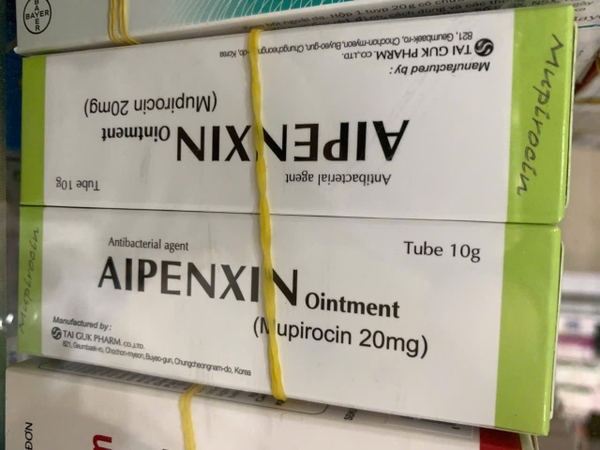 BAYER
BAYER
Manufactured by:
TAI GUK PHARM. CO.,LTD.
821, Geumbaek-ro, Chochon-myeon, Buyeo-gun, Chungcheongnam-do, Korea
Antibacterial agent
AIPENXIN Ointment
(Mupirocin 20mg)
Tube 10g
Mupirocin
Antibacterial agent
Tube 10g
AIPENXIN Ointment
(Mupirocin 20mg)
Manufactured by:
TAI GUK PHARM. CO.,LTD.
821, Geumbaek-ro, Chochon-myeon, Buyeo-gun, Chungcheongnam-do, Korea
Mupirocin